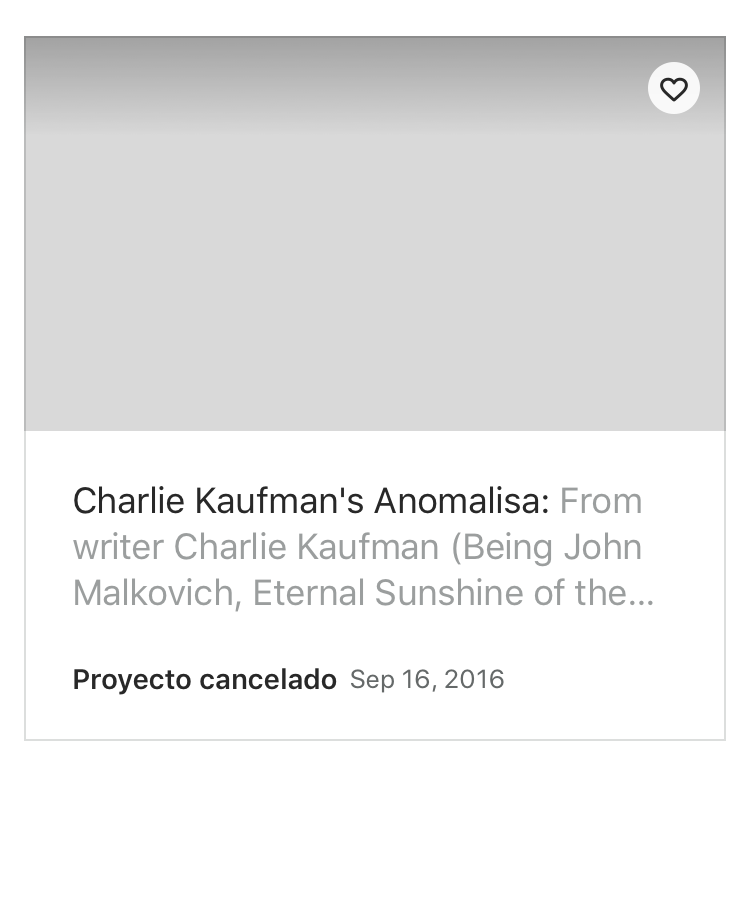 Charlie Kaufman's Anomalisa: From
writer Charlie Kaufman (Being John
Malkovich, Eternal Sunshine of the...
Proyecto cancelado Sep 16, 2016